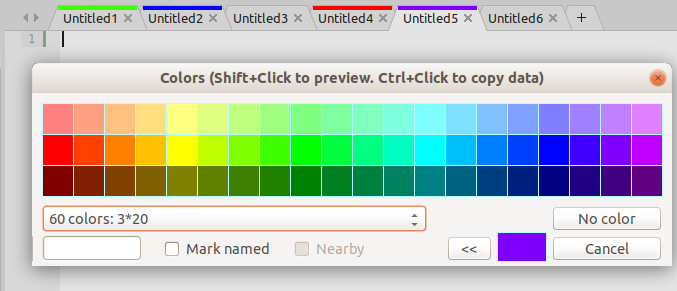 Untitled1 Untitled2 Untitled3 Untitled4 Untitled5 Untitled6 +
1
Colors (Shift+Click to preview. Ctrl+Click to copy data)
60 colors: 3*20
No color
Mark named Nearby << Cancel